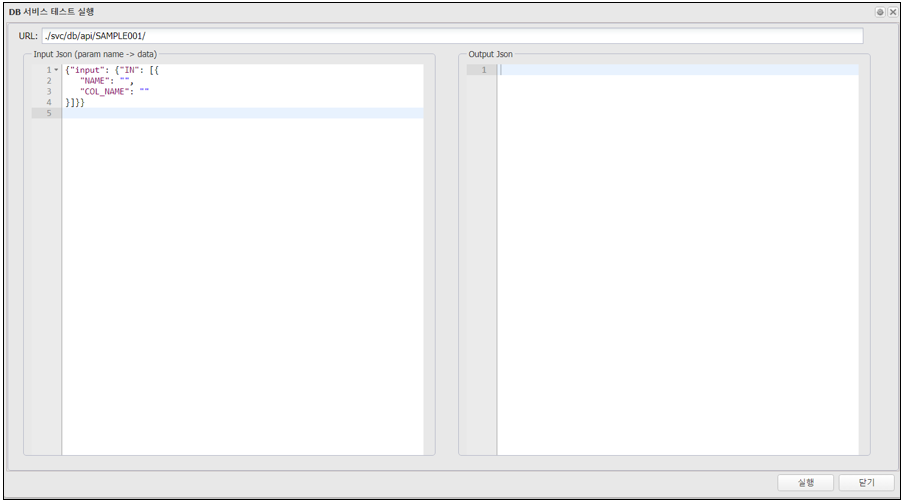 DB 서비스 테스트 실행
URL: ./svc/db/api/SAMPLE001/
Input Json (param name -> data)
1 {"input": {"IN": [{
2 "NAME": "",
3 "COL_NAME": ""
4 }]}}
5
Output Json
1
실행 닫기